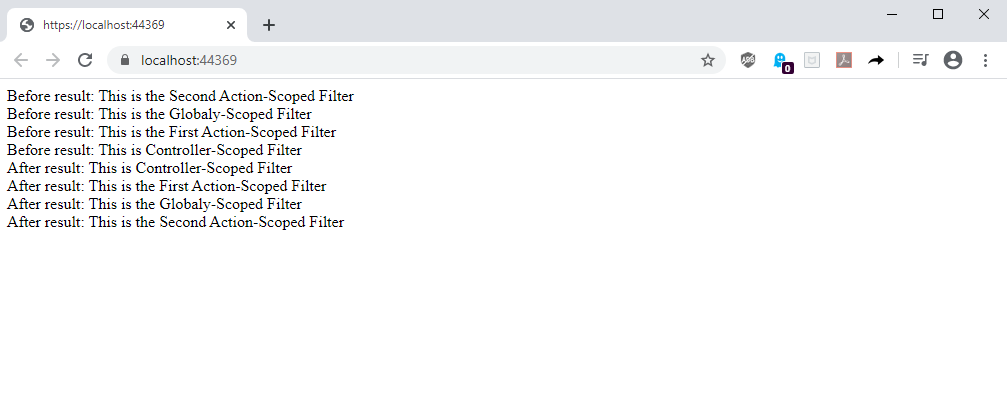 https://localhost:44369
localhost:44369
0
Before result: This is the Second Action-Scoped Filter
Before result: This is the Globaly-Scoped Filter
Before result: This is the First Action-Scoped Filter
Before result: This is Controller-Scoped Filter
After result: This is Controller-Scoped Filter
After result: This is the First Action-Scoped Filter
After result: This is the Globaly-Scoped Filter
After result: This is the Second Action-Scoped Filter